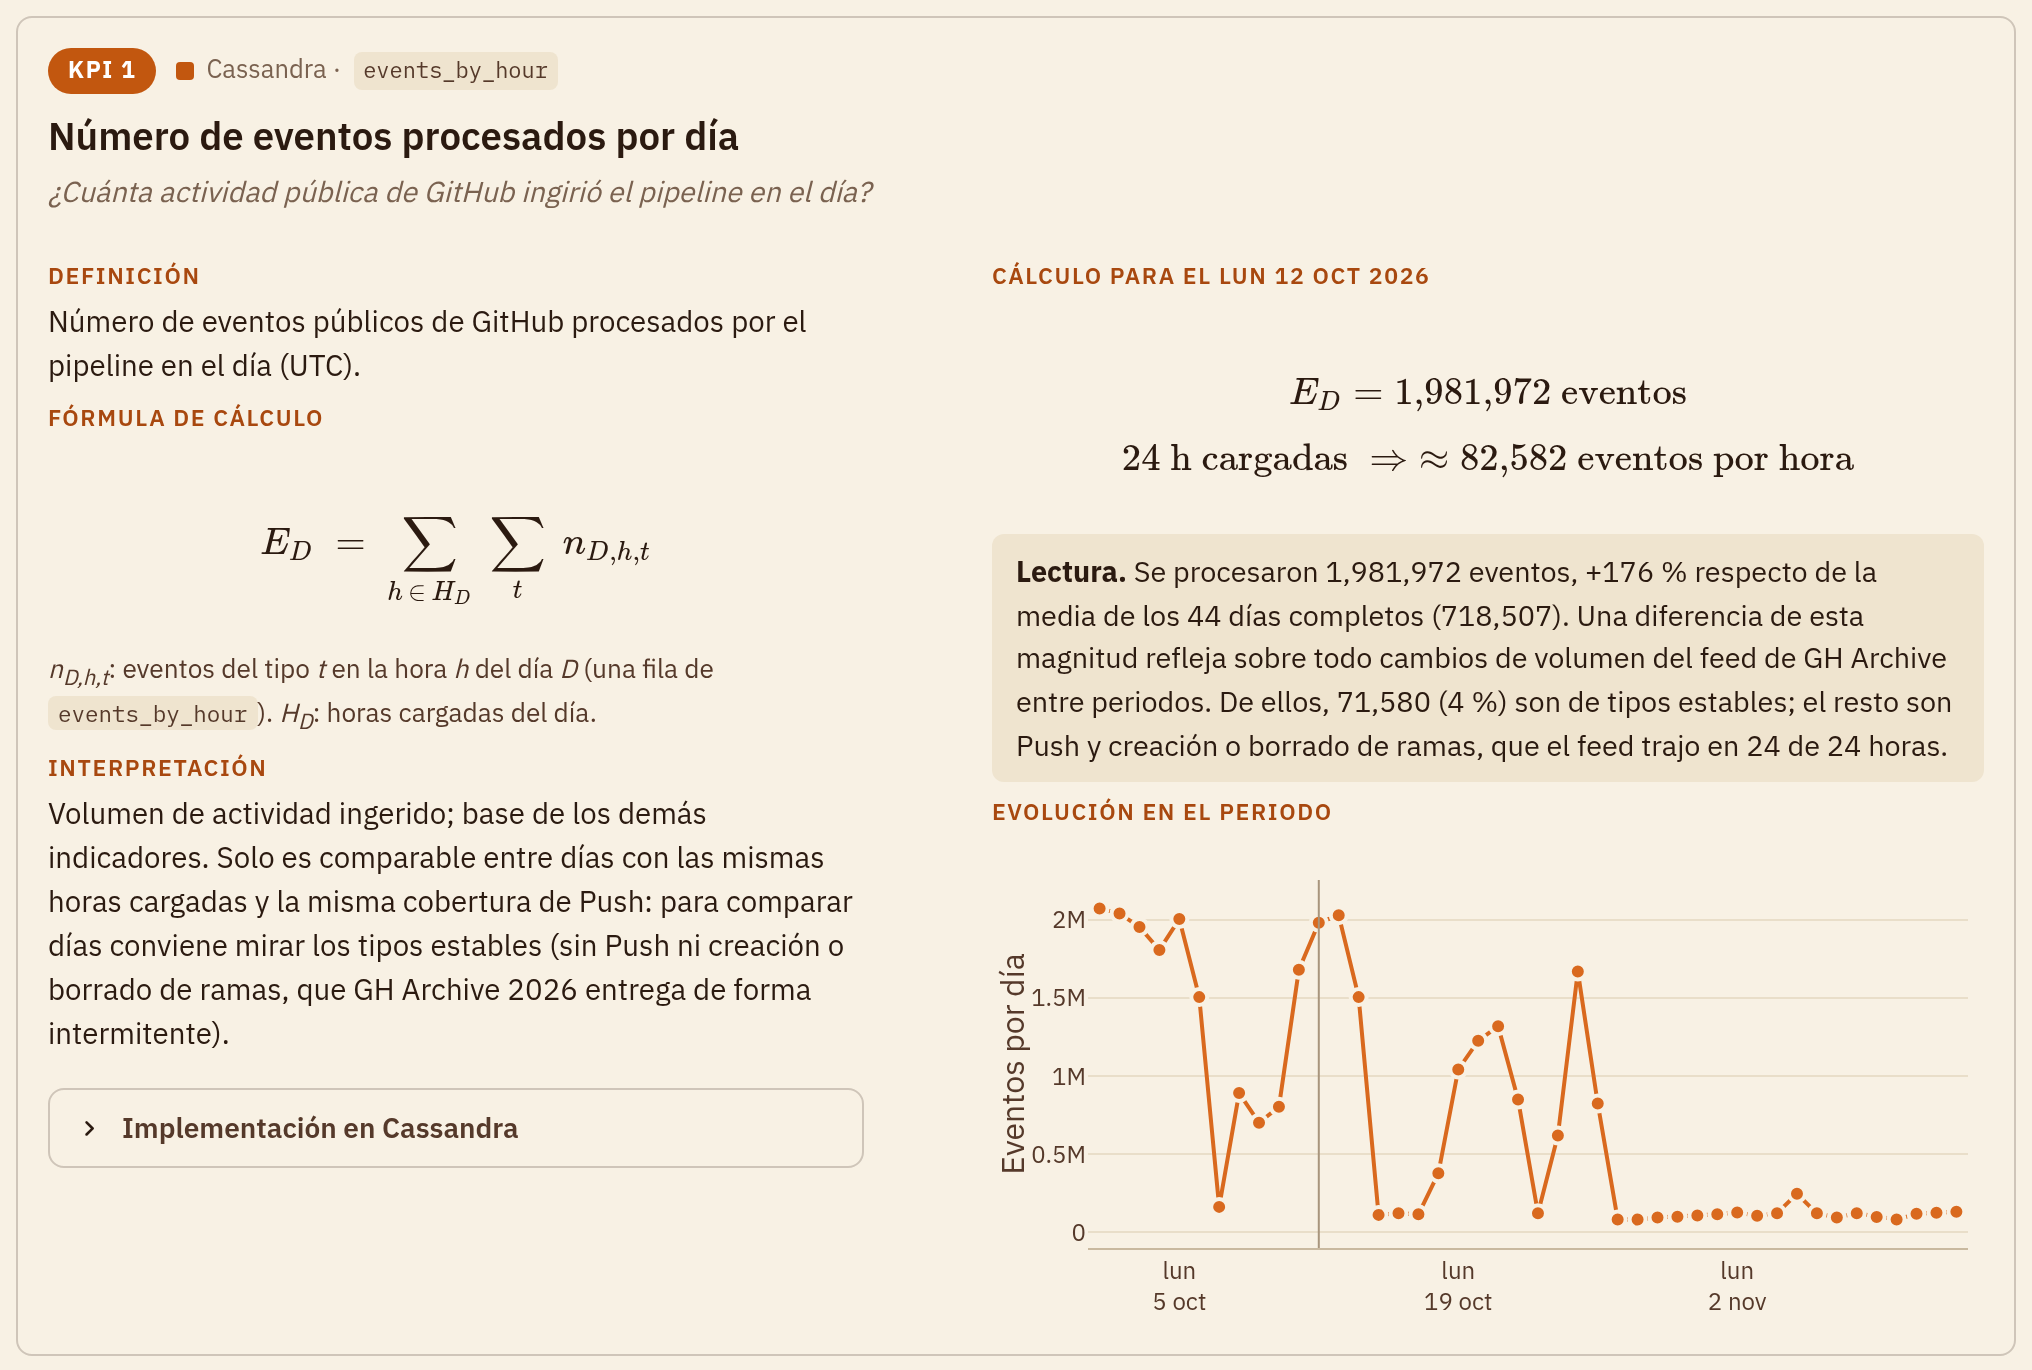 KPI 1 Cassandra · events_by_hour
Número de eventos procesados por día
¿Cuánta actividad pública de GitHub ingirió el pipeline en el día?
DEFINICIÓN
Número de eventos públicos de GitHub procesados por el
pipeline en el día (UTC).
FÓRMULA DE CÁLCULO
E_D = ∑_{h ∈ H_D} ∑_t n_{D,h,t}
n_{D,h,t}: eventos del tipo t en la hora h del día D (una fila de
events_by_hour). H_D: horas cargadas del día.
INTERPRETACIÓN
Volumen de actividad ingerido; base de los demás
indicadores. Solo es comparable entre días con las mismas
horas cargadas y la misma cobertura de Push: para comparar
días conviene mirar los tipos estables (sin Push ni creación o
borrado de ramas, que GH Archive 2026 entrega de forma
intermitente).
Implementación en Cassandra
CÁLCULO PARA EL LUN 12 OCT 2026
E_D = 1,981,972 eventos
24 h cargadas ⇒ ≈ 82,582 eventos por hora
Lectura. Se procesaron 1,981,972 eventos, +176 % respecto de la
media de los 44 días completos (718,507). Una diferencia de esta
magnitud refleja sobre todo cambios de volumen del feed de GH Archive
entre periodos. De ellos, 71,580 (4 %) son de tipos estables; el resto son
Push y creación o borrado de ramas, que el feed trajo en 24 de 24 horas.
EVOLUCIÓN EN EL PERIODO
Eventos por día
2M
1.5M
1M
0.5M
0
lun
5 oct
lun
19 oct
lun
2 nov